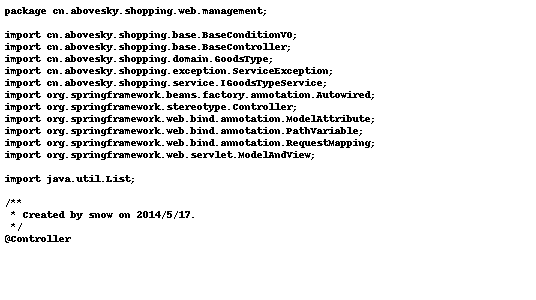 package cn.abovesky.shopping.web.management;

import cn.abovesky.shopping.base.BaseConditionVO;
import cn.abovesky.shopping.base.BaseController;
import cn.abovesky.shopping.domain.GoodsType;
import cn.abovesky.shopping.exception.ServiceException;
import cn.abovesky.shopping.service.IGoodsTypeService;
import org.springframework.beans.factory.annotation.Autowired;
import org.springframework.stereotype.Controller;
import org.springframework.web.bind.annotation.ModelAttribute;
import org.springframework.web.bind.annotation.PathVariable;
import org.springframework.web.bind.annotation.RequestMapping;
import org.springframework.web.servlet.ModelAndView;

import java.util.List;

/**
 * Created by snow on 2014/5/17.
 */
@Controller